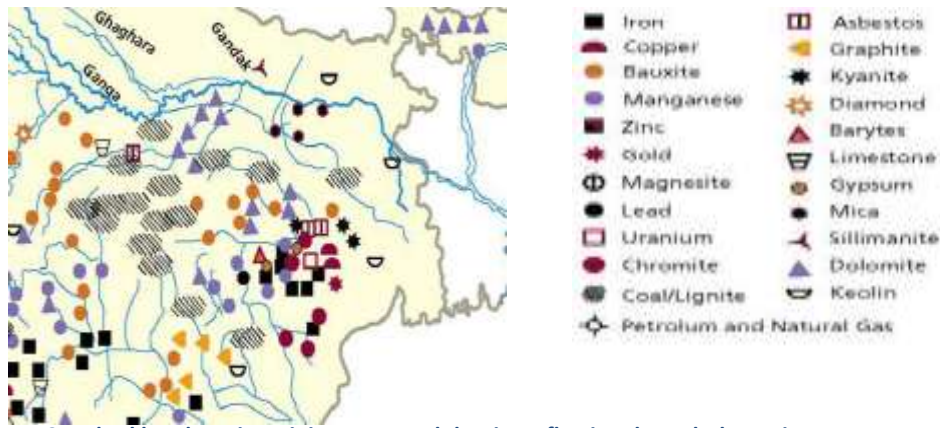 Ghaghara
Gandak
Ganga
Iron
Copper
Bauxite
Manganese
Zinc
Gold
Magnesite
Lead
Uranium
Chromite
Coal/Lignite
Petrolum and Natural Gas
Asbestos
Graphite
Kyanite
Diamond
Barytes
Limestone
Gypsum
Mica
Sillimanite
Dolomite
Keolin